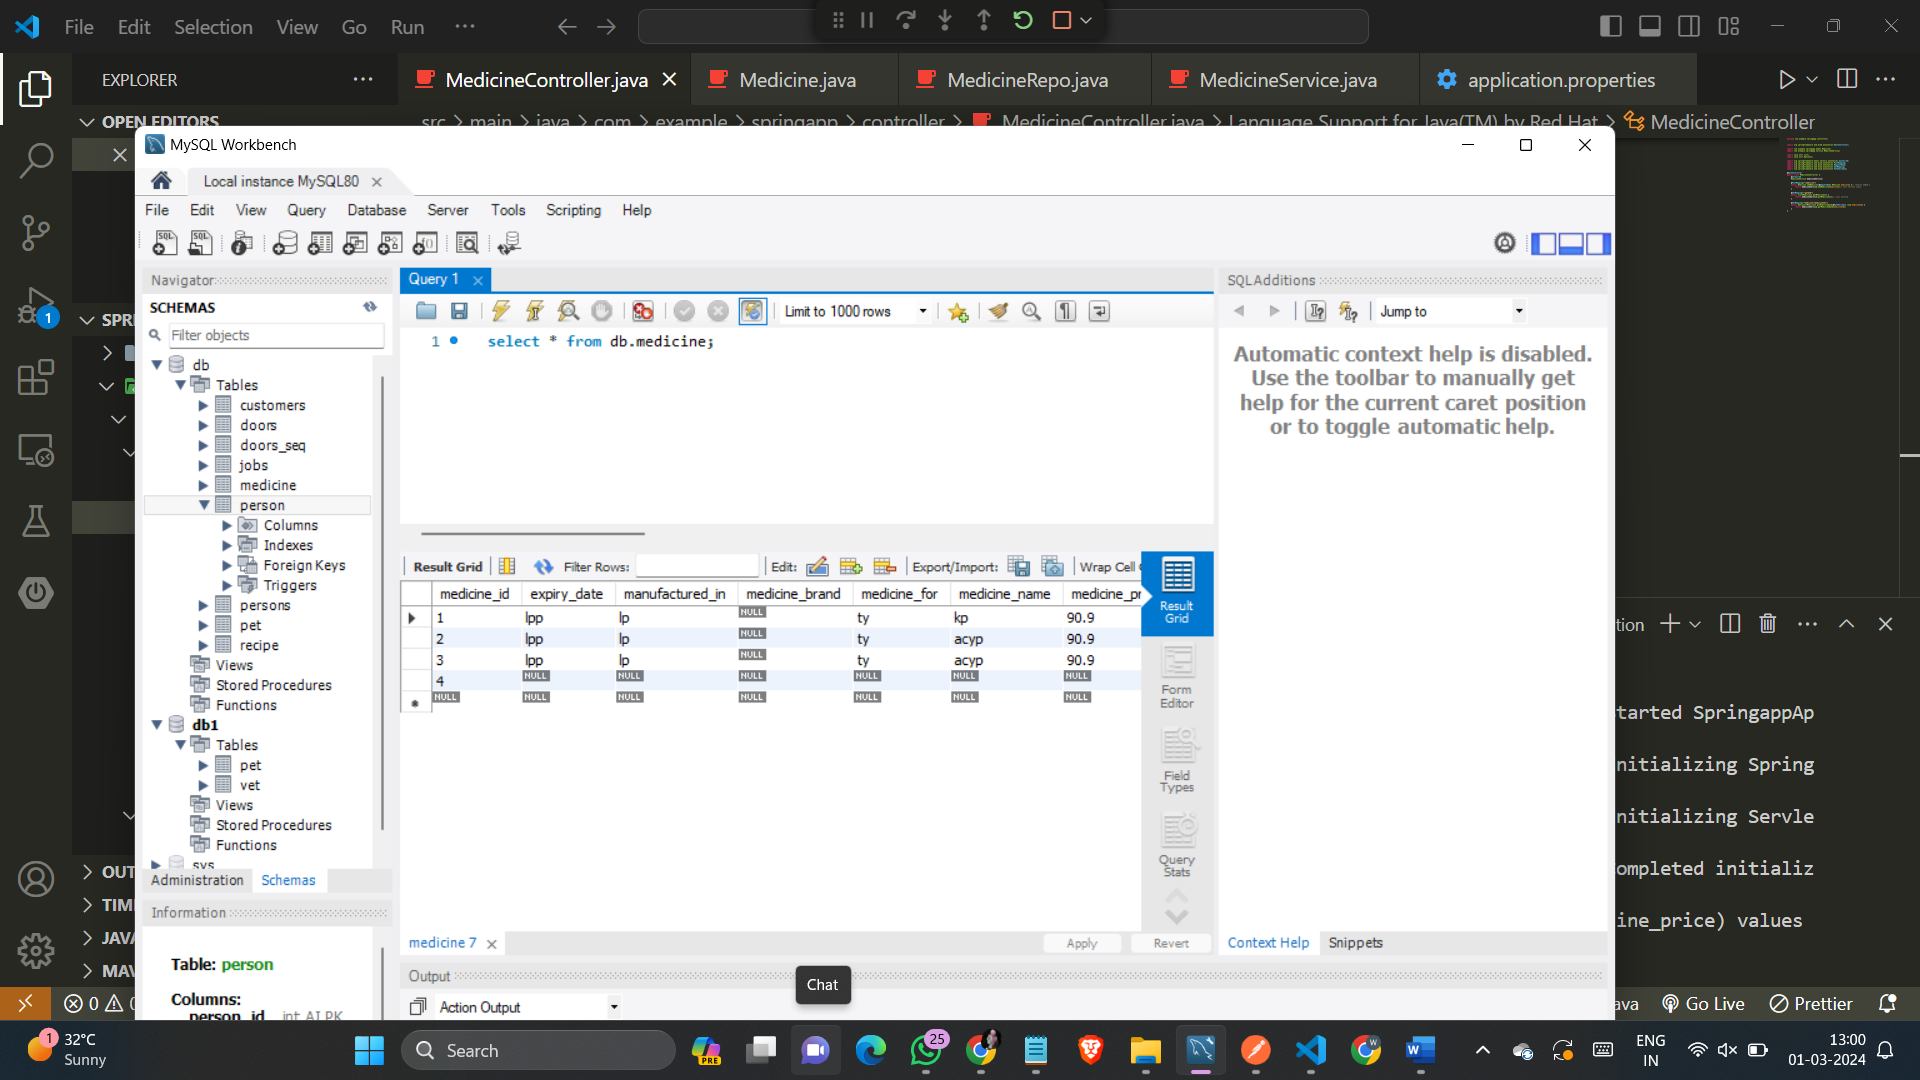 File Edit Selection View Go Run ...
EXPLORER ...
MedicineController.java Medicine.java MedicineRepo.java MedicineService.java application.properties
OPEN EDITORS
src > main > java > com > example > springapp > controller > MedicineController.java > Language Support for Java(TM) by Red Hat > MedicineController
MySQL Workbench
Local instance MySQL80
File Edit View Query Database Server Tools Scripting Help
Navigator
SCHEMAS
Filter objects
db
Tables
customers
doors
doors_seq
jobs
medicine
person
Columns
Indexes
Foreign Keys
Triggers
persons
pet
recipe
Views
Stored Procedures
Functions
db1
Tables
pet
vet
Views
Stored Procedures
Functions
sys
Administration Schemas
Information
Table: person
Columns:
person_id int AI PK
Query 1
Limit to 1000 rows
1 select * from db.medicine;
Result Grid Filter Rows: Edit: Export/Import: Wrap Cell C
medicine_id expiry_date manufactured_in medicine_brand medicine_for medicine_name medicine_pr
1 lpp lp NULL ty kp 90.9
2 lpp lp NULL ty acyp 90.9
3 lpp lp NULL ty acyp 90.9
4 NULL NULL NULL NULL NULL NULL
NULL NULL NULL NULL NULL NULL NULL
Result
Grid
Form
Editor
Field
Types
Query
Stats
medicine 7 Apply Revert
Output
Action Output
Chat
SQLAdditions
Jump to
Automatic context help is disabled.
Use the toolbar to manually get
help for the current caret position
or to toggle automatic help.
Context Help Snippets
SPRI
1
OUT
TIM
JAVA
MAV
tion
tarted SpringappAp
nitializing Spring
nitializing Servle
ompleted initializ
ine_price) values
0 0
ava Go Live Prettier
1
32°C
Sunny
Search
PRE
25
W
W
ENG
IN
13:00
01-03-2024